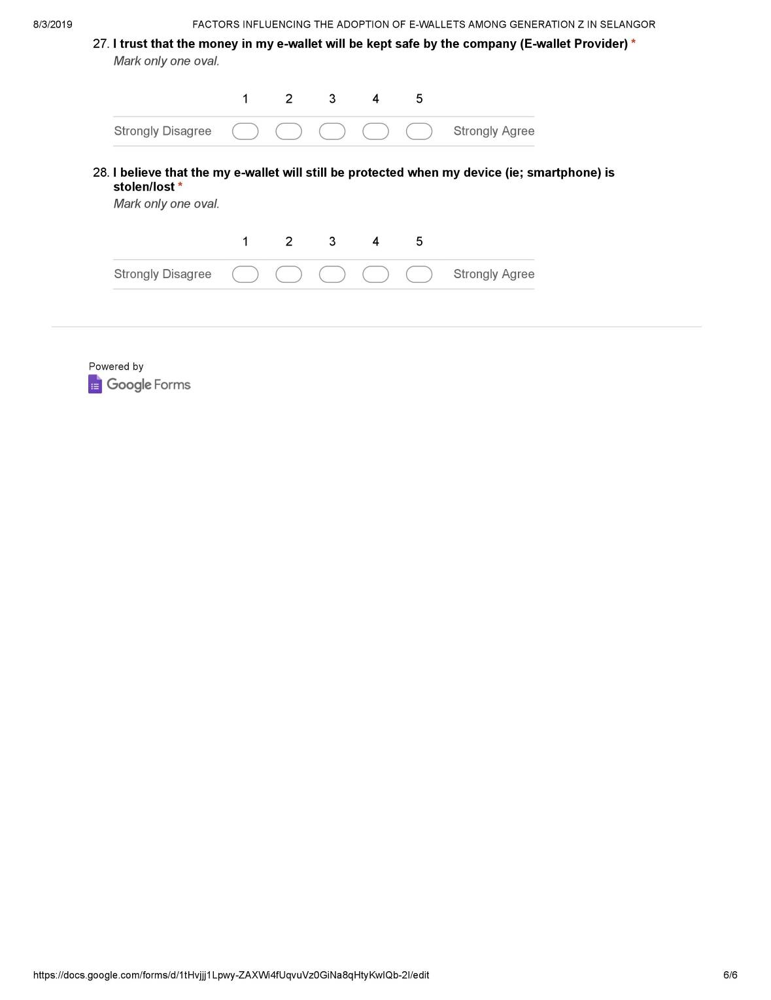 8/3/2019 FACTORS INFLUENCING THE ADOPTION OF E-WALLETS AMONG GENERATION Z IN SELANGOR
27. I trust that the money in my e-wallet will be kept safe by the company (E-wallet Provider) *
Mark only one oval.
1 2 3 4 5
Strongly Disagree Strongly Agree
28. I believe that the my e-wallet will still be protected when my device (ie; smartphone) is
stolen/lost *
Mark only one oval.
1 2 3 4 5
Strongly Disagree Strongly Agree
Powered by
Google Forms
https://docs.google.com/forms/d/1tHvjjj1Lpwy-ZAXWi4fUqvuVz0GiNa8qHtyKwIQb-2I/edit 6/6